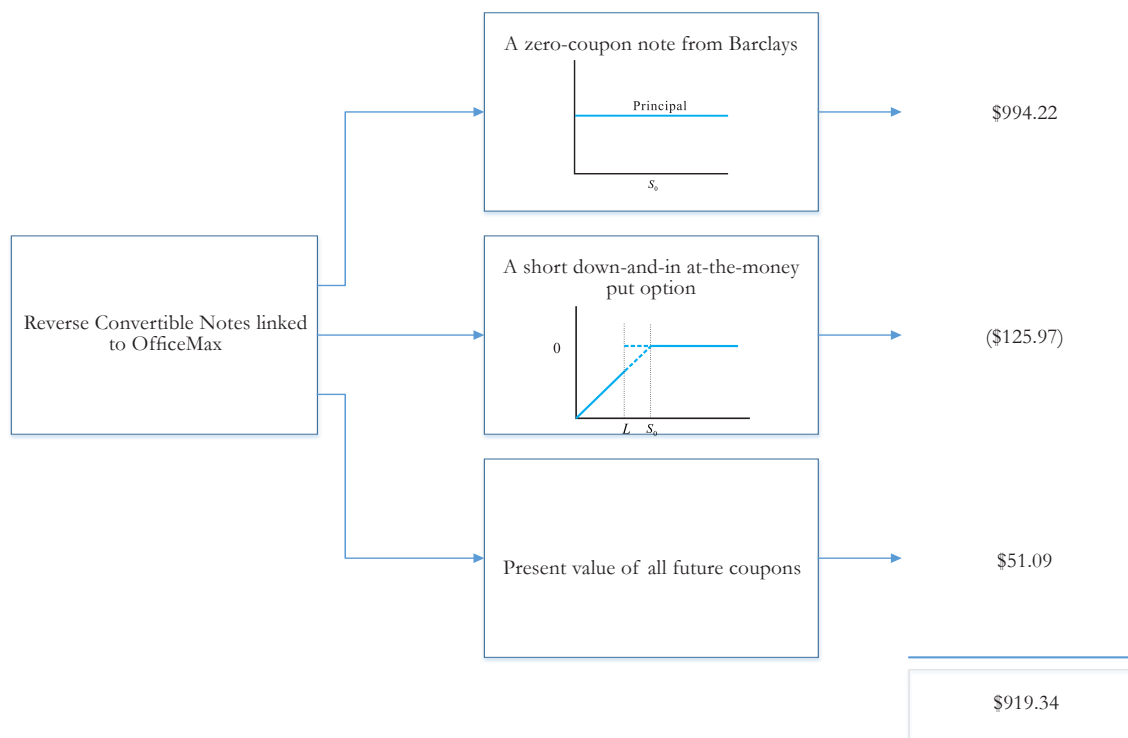 A zero-coupon note from Barclays
Principal
S₀
$994.22
Reverse Convertible Notes linked
to OfficeMax
A short down-and-in at-the-money
put option
0
L S₀
($125.97)
Present value of all future coupons
$51.09
$919.34